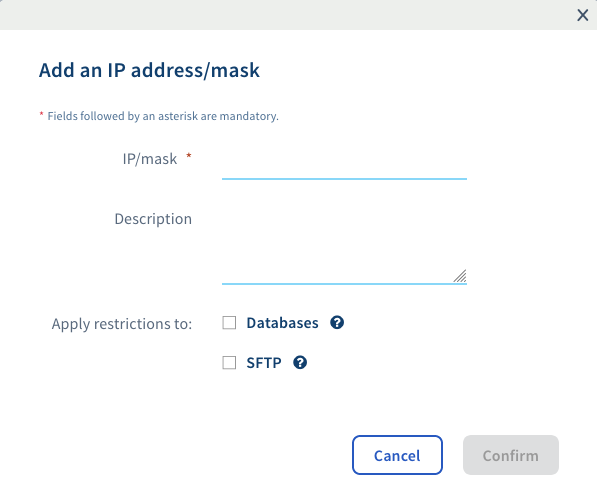 Add an IP address/mask
* Fields followed by an asterisk are mandatory.
IP/mask *
Description
Apply restrictions to:
Databases ?
SFTP ?
Cancel
Confirm